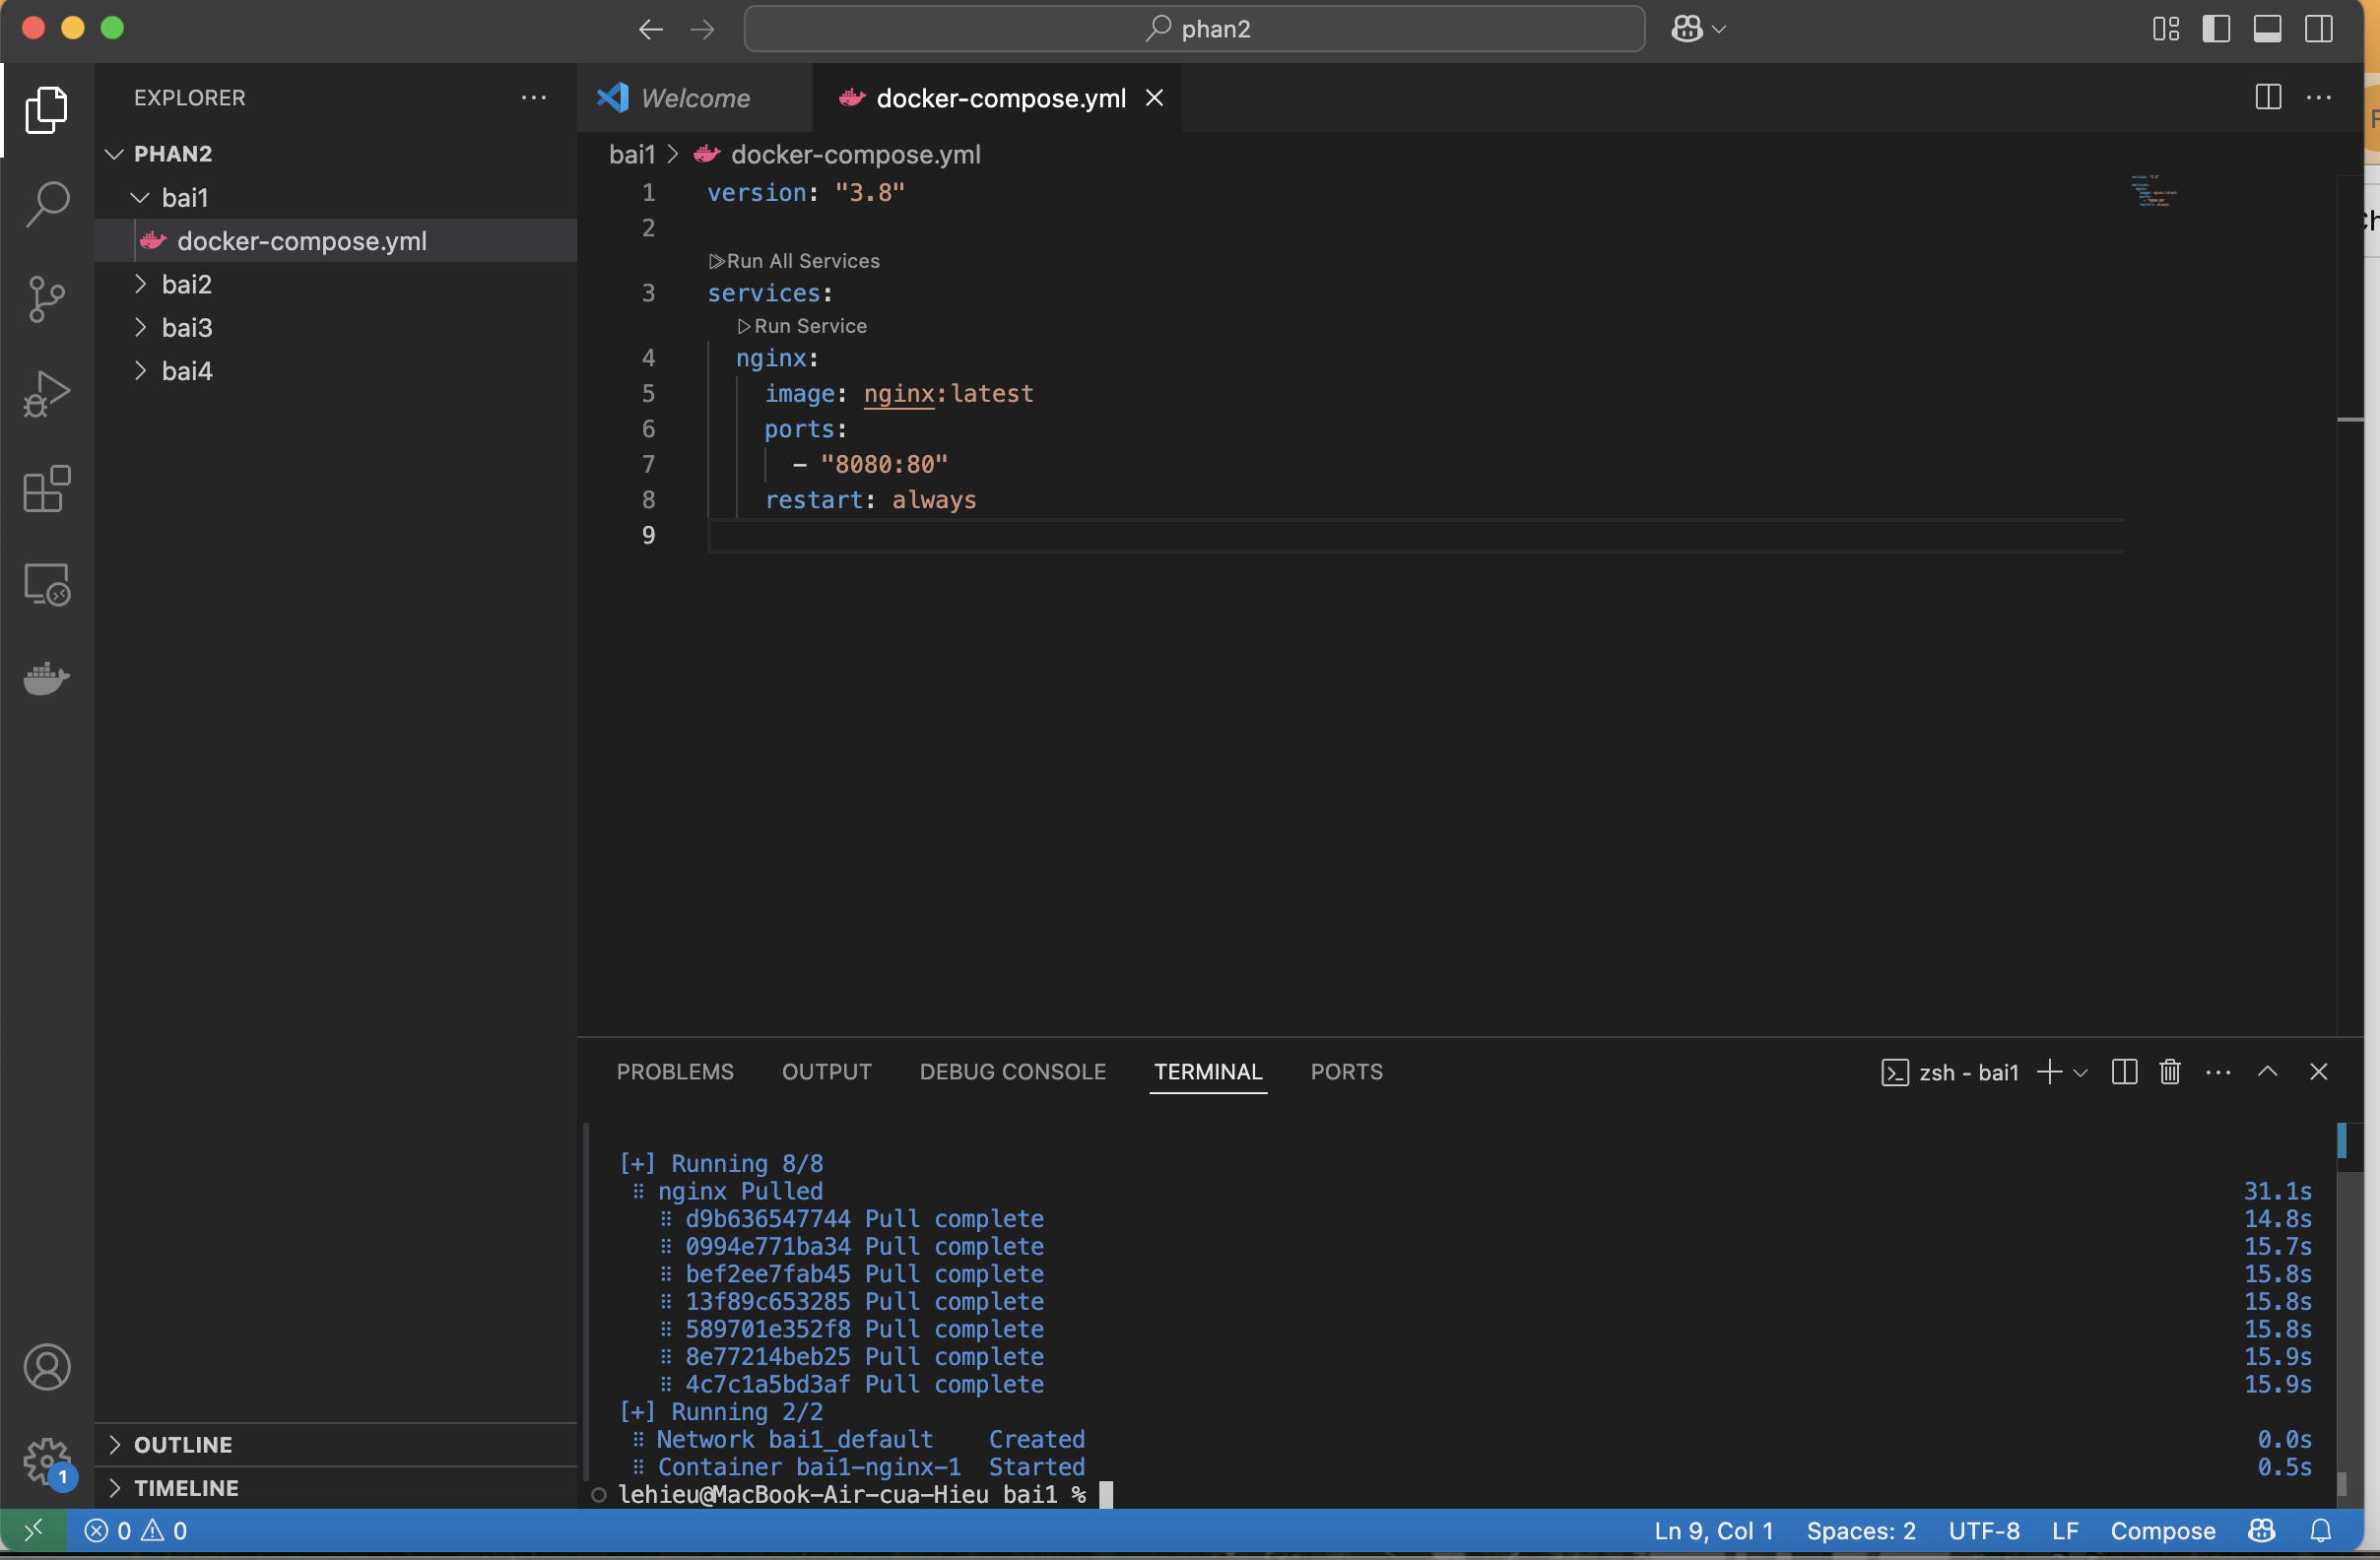 phan2
EXPLORER
PHAN2
bai1
docker-compose.yml
bai2
bai3
bai4
OUTLINE
TIMELINE
Welcome
docker-compose.yml
bai1 > docker-compose.yml
1 version: "3.8"
2
Run All Services
3 services:
Run Service
4 nginx:
5 image: nginx:latest
6 ports:
7 - "8080:80"
8 restart: always
9
PROBLEMS OUTPUT DEBUG CONSOLE TERMINAL PORTS
zsh - bai1
[+] Running 8/8
nginx Pulled 31.1s
d9b636547744 Pull complete 14.8s
0994e771ba34 Pull complete 15.7s
bef2ee7fab45 Pull complete 15.8s
13f89c653285 Pull complete 15.8s
589701e352f8 Pull complete 15.8s
8e77214beb25 Pull complete 15.9s
4c7c1a5bd3af Pull complete 15.9s
[+] Running 2/2
Network bai1_default Created 0.0s
Container bai1-nginx-1 Started 0.5s
lehieu@MacBook-Air-cua-Hieu bai1 %
1
0 0
Ln 9, Col 1 Spaces: 2 UTF-8 LF Compose